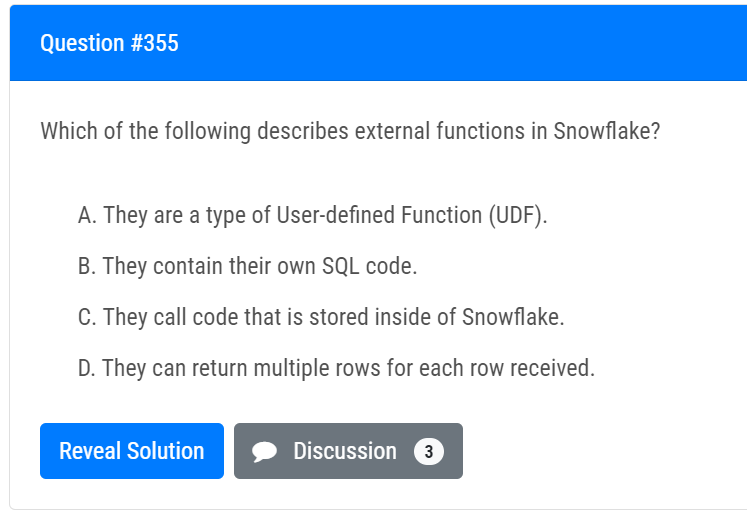 Question #355
Which of the following describes external functions in Snowflake?
A. They are a type of User-defined Function (UDF).
B. They contain their own SQL code.
C. They call code that is stored inside of Snowflake.
D. They can return multiple rows for each row received.
Reveal Solution
Discussion 3